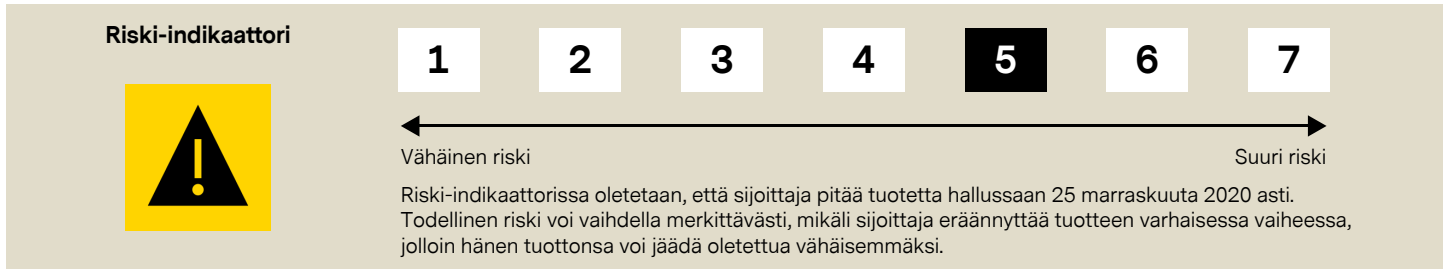 Riski-indikaattori
1 2 3 4 5 6 7
Vähäinen riski Suuri riski
Riski-indikaattorissa oletetaan, että sijoittaja pitää tuotetta hallussaan 25 marraskuuta 2020 asti.
Todellinen riski voi vaihdella merkittävästi, mikäli sijoittaja eräännyttää tuotteen varhaisessa vaiheessa,
jolloin hänen tuottonsa voi jäädä oletettua vähäisemmäksi.